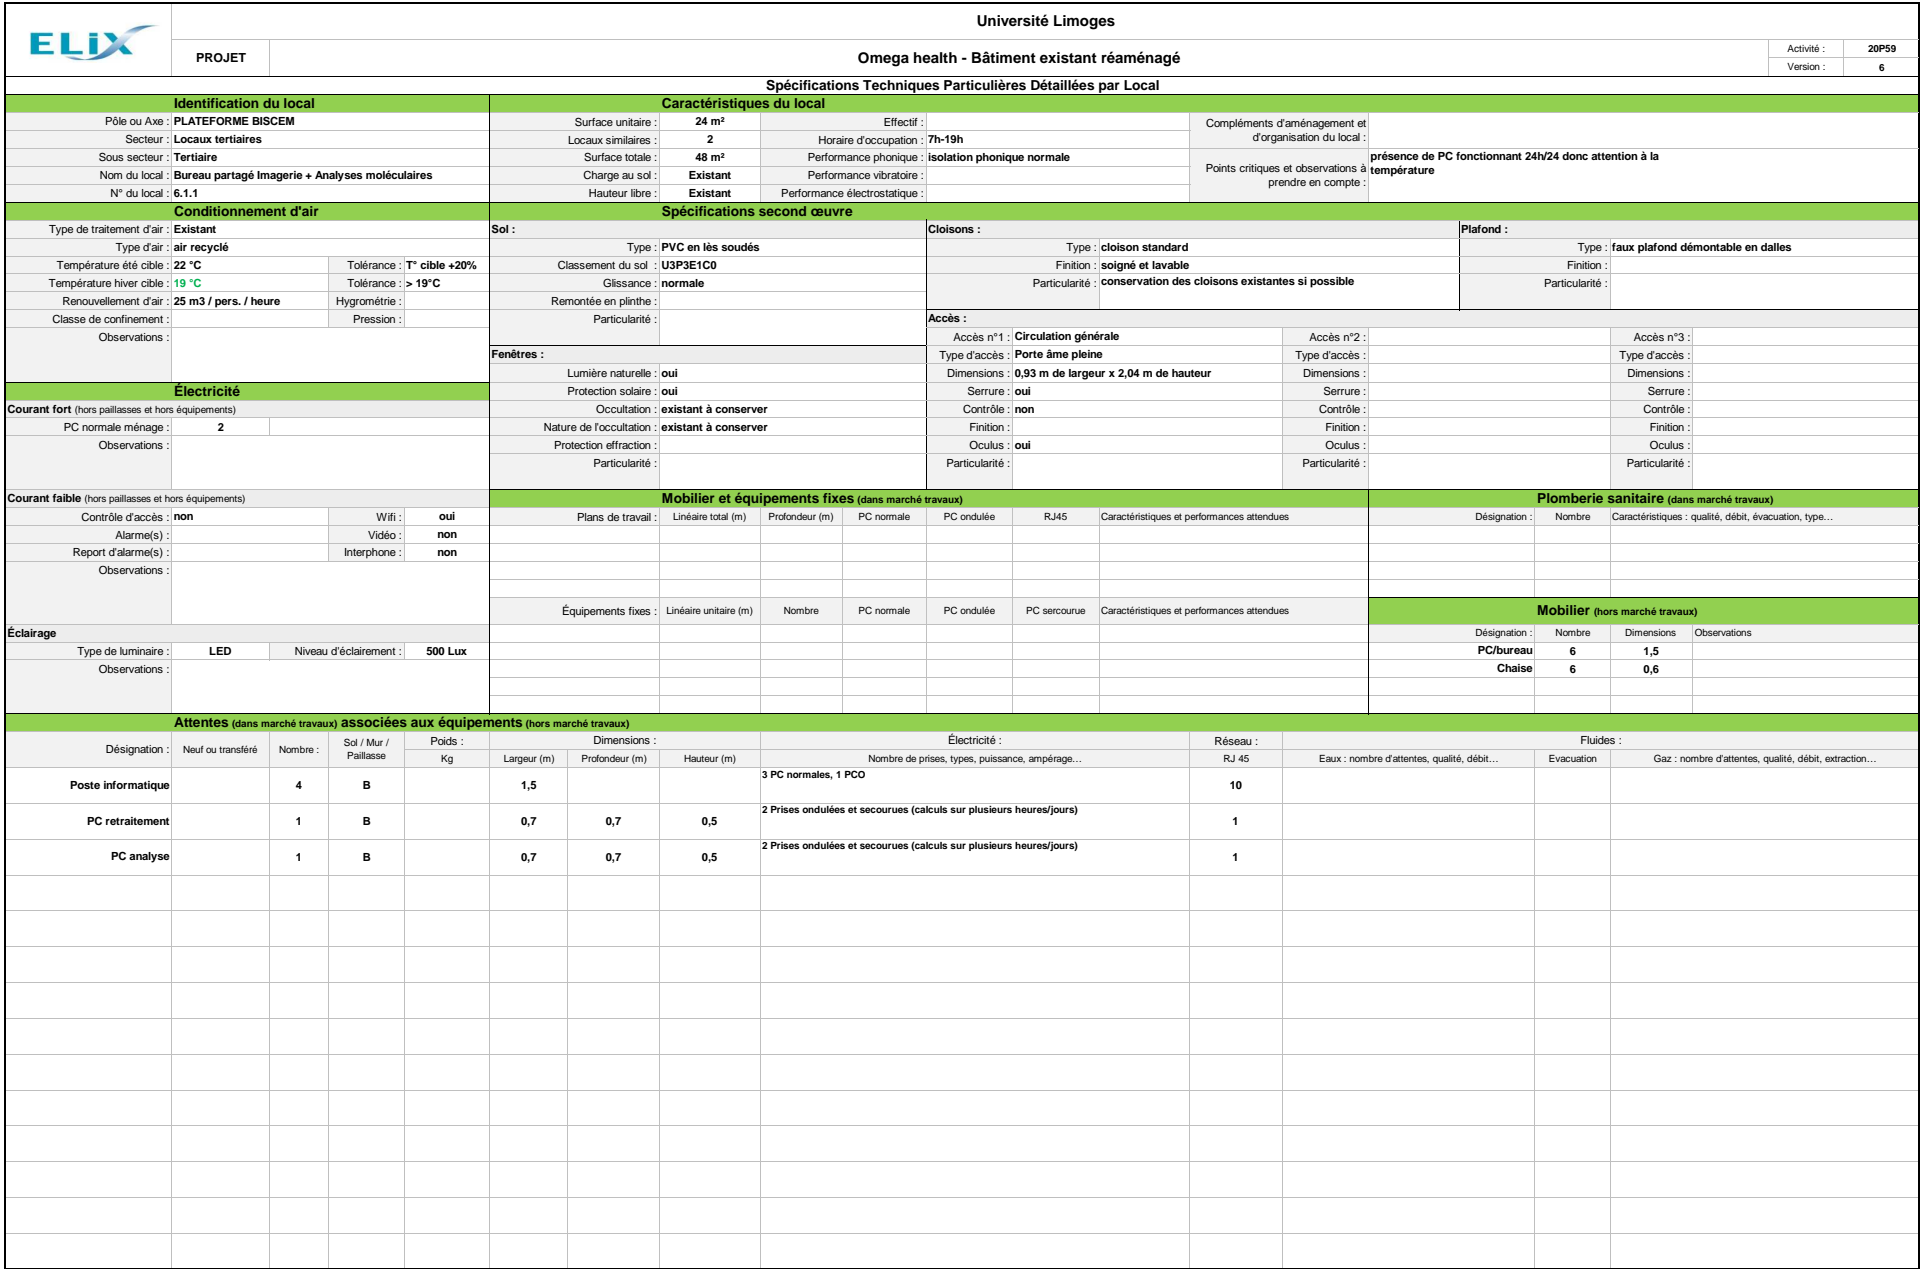 ELiX
Université Limoges
PROJET
Omega health - Bâtiment existant réaménagé
Activité : 20P59
Version : 6
Spécifications Techniques Particulières Détaillées par Local
Identification du local
Pôle ou Axe : PLATEFORME BISCEM
Secteur : Locaux tertiaires
Sous secteur : Tertiaire
Nom du local : Bureau partagé Imagerie + Analyses moléculaires
N° du local : 6.1.1
Caractéristiques du local
Surface unitaire : 24 m² Effectif :
Locaux similaires : 2 Horaire d'occupation : 7h-19h
Surface totale : 48 m² Performance phonique : isolation phonique normale
Charge au sol : Existant Performance vibratoire :
Hauteur libre : Existant Performance électrostatique :
Compléments d'aménagement et
d'organisation du local :
Points critiques et observations à
prendre en compte :
présence de PC fonctionnant 24h/24 donc attention à la
température
Conditionnement d'air
Type de traitement d'air : Existant
Type d'air : air recyclé
Température été cible : 22 °C Tolérance : T° cible +20%
Température hiver cible : 19 °C Tolérance : > 19°C
Renouvellement d'air : 25 m3 / pers. / heure Hygrométrie :
Classe de confinement : Pression :
Observations :
Spécifications second œuvre
Sol :
Type : PVC en lès soudés
Classement du sol : U3P3E1C0
Glissance : normale
Remontée en plinthe :
Particularité :
Cloisons :
Type : cloison standard
Finition : soigné et lavable
Particularité : conservation des cloisons existantes si possible
Plafond :
Type : faux plafond démontable en dalles
Finition :
Particularité :
Fenêtres :
Lumière naturelle : oui
Protection solaire : oui
Occultation : existant à conserver
Nature de l'occultation : existant à conserver
Protection effraction :
Particularité :
Accès :
Accès n°1 : Circulation générale Accès n°2 : Accès n°3 :
Type d'accès : Porte âme pleine Type d'accès : Type d'accès :
Dimensions : 0,93 m de largeur x 2,04 m de hauteur Dimensions : Dimensions :
Serrure : oui Serrure : Serrure :
Contrôle : non Contrôle : Contrôle :
Finition : Finition : Finition :
Oculus : oui Oculus : Oculus :
Particularité : Particularité : Particularité :
Électricité
Courant fort (hors paillasses et hors équipements)
PC normale ménage : 2
Observations :
Courant faible (hors paillasses et hors équipements)
Contrôle d'accès : non Wifi : oui
Alarme(s) : Vidéo : non
Report d'alarme(s) : Interphone : non
Observations :
Éclairage
Type de luminaire : LED Niveau d'éclairement : 500 Lux
Observations :
Mobilier et équipements fixes (dans marché travaux)
Plans de travail : Linéaire total (m) Profondeur (m) PC normale PC ondulée RJ45 Caractéristiques et performances attendues
Équipements fixes : Linéaire unitaire (m) Nombre PC normale PC ondulée PC sercourue Caractéristiques et performances attendues
Plomberie sanitaire (dans marché travaux)
Désignation : Nombre Caractéristiques : qualité, débit, évacuation, type…
Mobilier (hors marché travaux)
Désignation : Nombre Dimensions Observations
PC/bureau 6 1,5
Chaise 6 0,6
Attentes (dans marché travaux) associées aux équipements (hors marché travaux)
Désignation : Neuf ou transféré Nombre : Sol / Mur / Paillasse Poids : Dimensions : Électricité : Réseau : Fluides :
Kg Largeur (m) Profondeur (m) Hauteur (m) Nombre de prises, types, puissance, ampérage… RJ 45 Eaux : nombre d'attentes, qualité, débit… Evacuation Gaz : nombre d'attentes, qualité, débit, extraction…
Poste informatique 4 B 1,5 3 PC normales, 1 PCO 10
PC retraitement 1 B 0,7 0,7 0,5 2 Prises ondulées et secourues (calculs sur plusieurs heures/jours) 1
PC analyse 1 B 0,7 0,7 0,5 2 Prises ondulées et secourues (calculs sur plusieurs heures/jours) 1